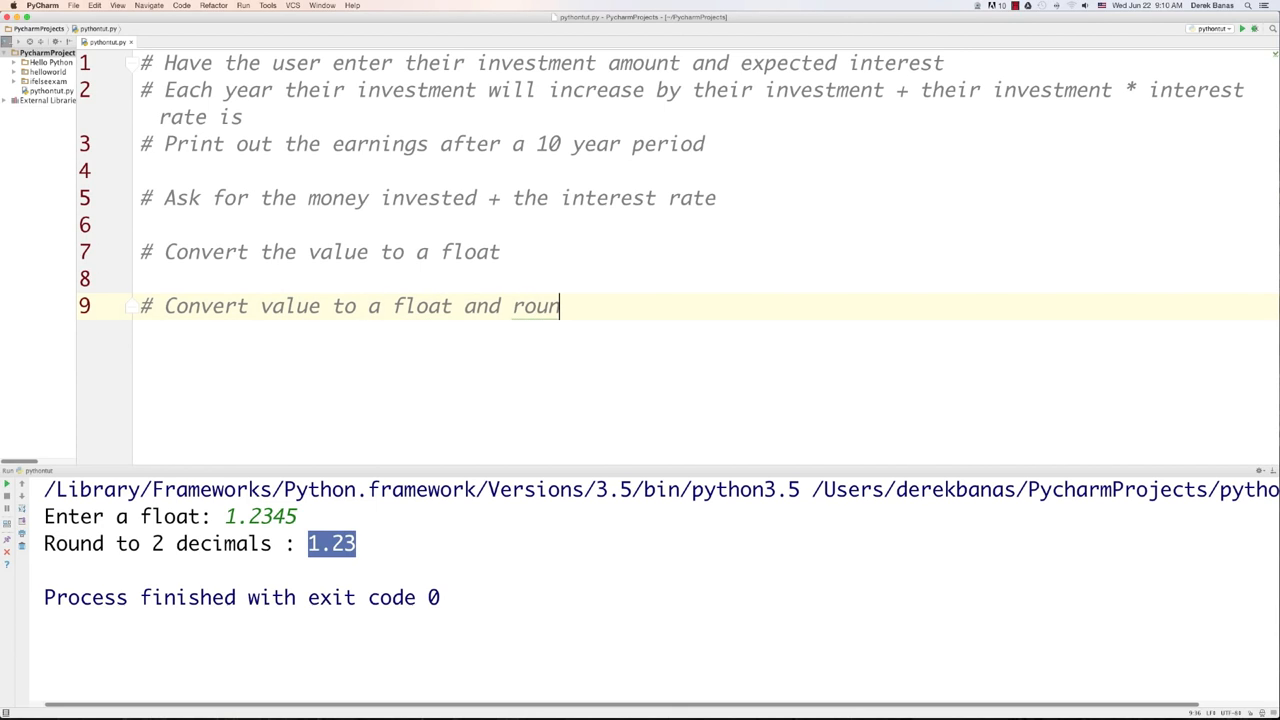 PyCharm File Edit View Navigate Code Refactor Run Tools VCS Window Help 10 Wed Jun 22 9:10 AM Derek Banas
pythontut.py - PycharmProjects - [~/PycharmProjects]
PycharmProjects pythontut.py pythontut
pythontut.py
PycharmProject
Hello Python
helloworld
ifelseexam
pythontut.py
External Librarie
1 # Have the user enter their investment amount and expected interest
2 # Each year their investment will increase by their investment + their investment * interest
rate is
3 # Print out the earnings after a 10 year period
4
5 # Ask for the money invested + the interest rate
6
7 # Convert the value to a float
8
9 # Convert value to a float and roun
Run pythontut
/Library/Frameworks/Python.framework/Versions/3.5/bin/python3.5 /Users/derekbanas/PycharmProjects/pytho
Enter a float: 1.2345
Round to 2 decimals : 1.23
Process finished with exit code 0
9:36 LF UTF-8